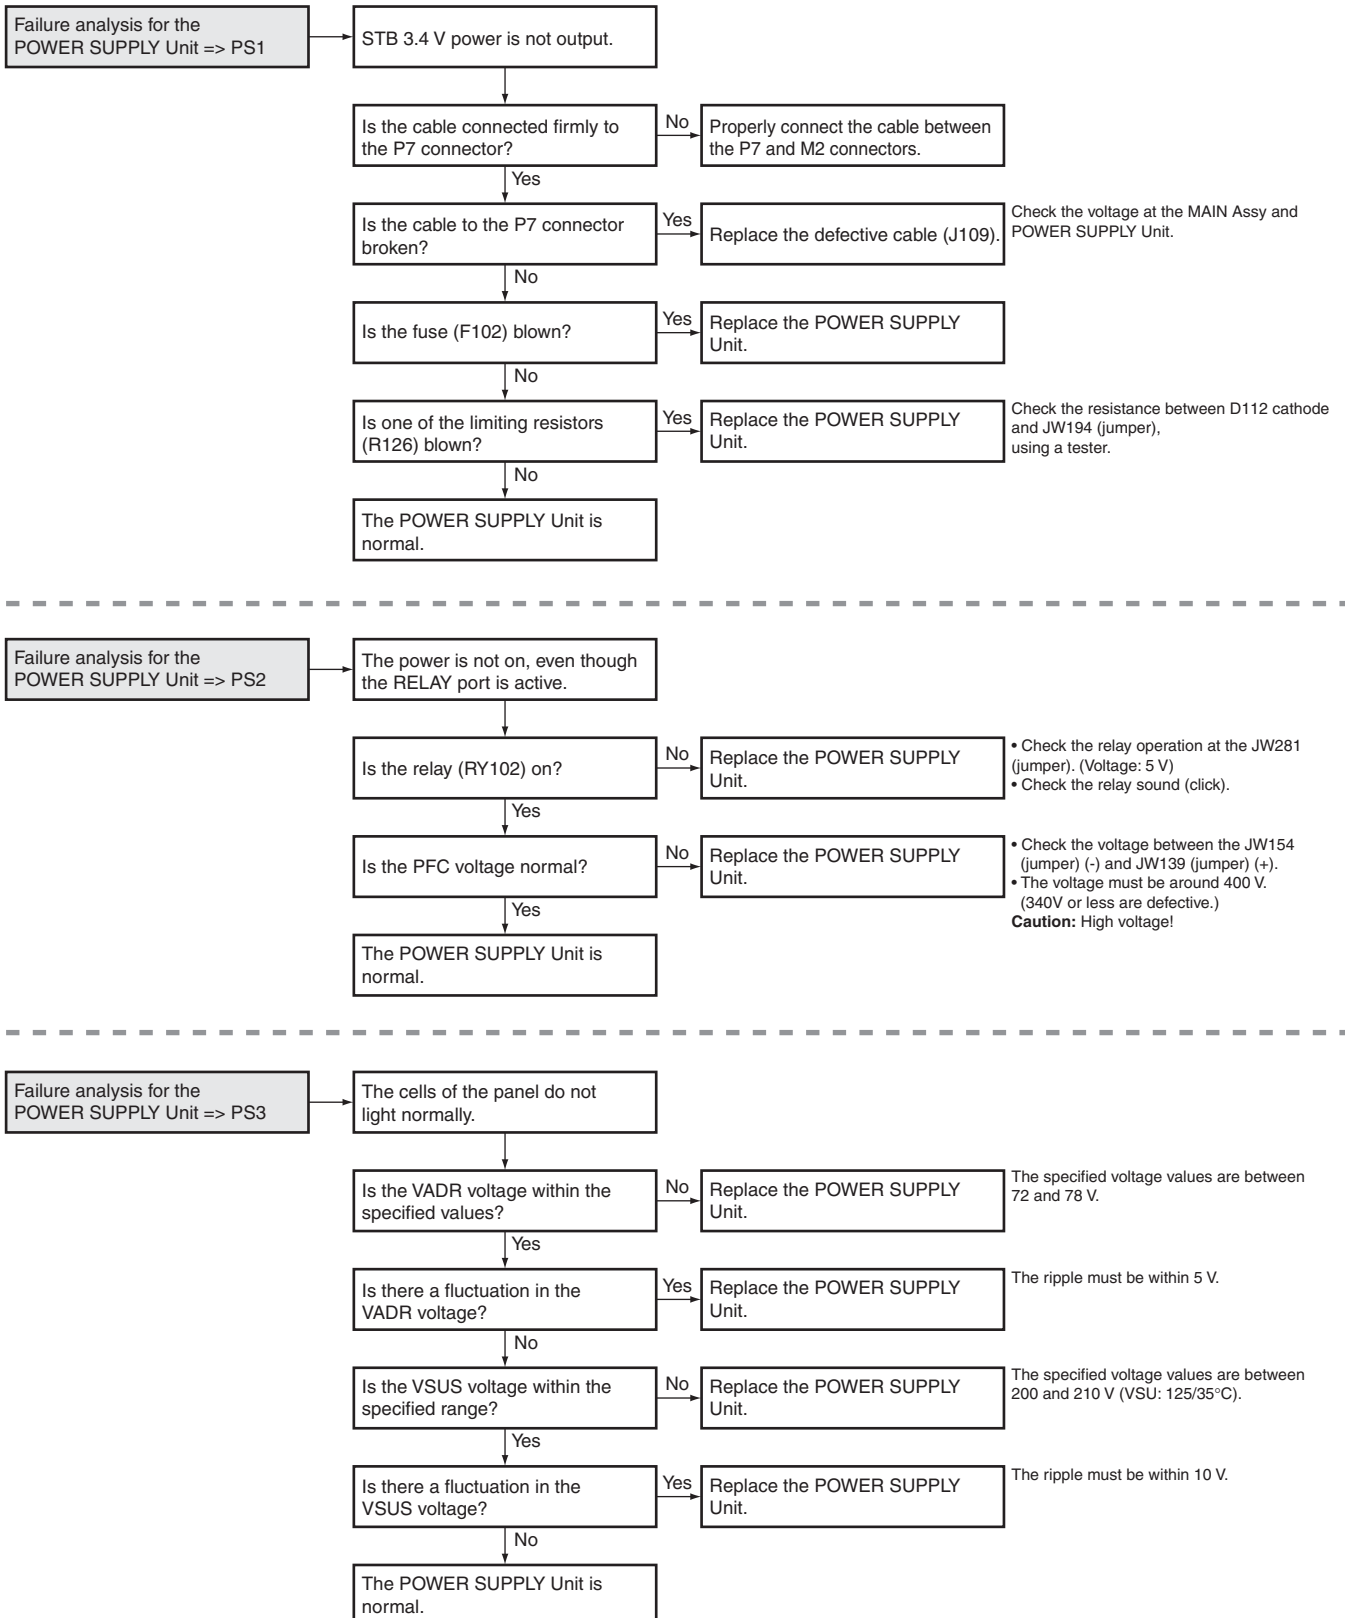 Failure analysis for the
POWER SUPPLY Unit => PS1
STB 3.4 V power is not output.
Is the cable connected firmly to
the P7 connector?
No
Properly connect the cable between
the P7 and M2 connectors.
Yes
Is the cable to the P7 connector
broken?
Yes
Replace the defective cable (J109).
Check the voltage at the MAIN Assy and
POWER SUPPLY Unit.
No
Is the fuse (F102) blown?
Yes
Replace the POWER SUPPLY
Unit.
No
Is one of the limiting resistors
(R126) blown?
Yes
Replace the POWER SUPPLY
Unit.
Check the resistance between D112 cathode
and JW194 (jumper),
using a tester.
No
The POWER SUPPLY Unit is
normal.
Failure analysis for the
POWER SUPPLY Unit => PS2
The power is not on, even though
the RELAY port is active.
Is the relay (RY102) on?
No
Replace the POWER SUPPLY
Unit.
• Check the relay operation at the JW281
(jumper). (Voltage: 5 V)
• Check the relay sound (click).
Yes
Is the PFC voltage normal?
No
Replace the POWER SUPPLY
Unit.
• Check the voltage between the JW154
(jumper) (-) and JW139 (jumper) (+).
• The voltage must be around 400 V.
(340V or less are defective.)
Caution: High voltage!
Yes
The POWER SUPPLY Unit is
normal.
Failure analysis for the
POWER SUPPLY Unit => PS3
The cells of the panel do not
light normally.
Is the VADR voltage within the
specified values?
No
Replace the POWER SUPPLY
Unit.
The specified voltage values are between
72 and 78 V.
Yes
Is there a fluctuation in the
VADR voltage?
Yes
Replace the POWER SUPPLY
Unit.
The ripple must be within 5 V.
No
Is the VSUS voltage within the
specified range?
No
Replace the POWER SUPPLY
Unit.
The specified voltage values are between
200 and 210 V (VSU: 125/35°C).
Yes
Is there a fluctuation in the
VSUS voltage?
Yes
Replace the POWER SUPPLY
Unit.
The ripple must be within 10 V.
No
The POWER SUPPLY Unit is
normal.